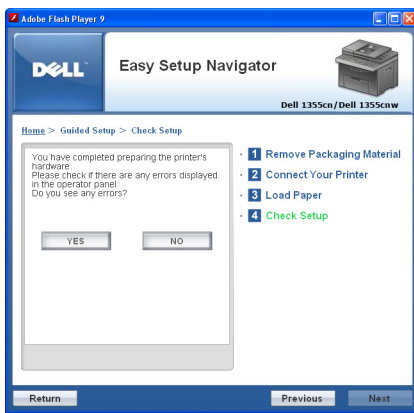 Adobe Flash Player 9
DELL™
Easy Setup Navigator
Dell 1355cn/Dell 1355cnw
Home > Guided Setup > Check Setup
You have completed preparing the printer's
hardware.
Please check if there are any errors displayed
in the operator panel.
Do you see any errors?
YES
NO
· 1 Remove Packaging Material
· 2 Connect Your Printer
· 3 Load Paper
· 4 Check Setup
Return
Previous
Next